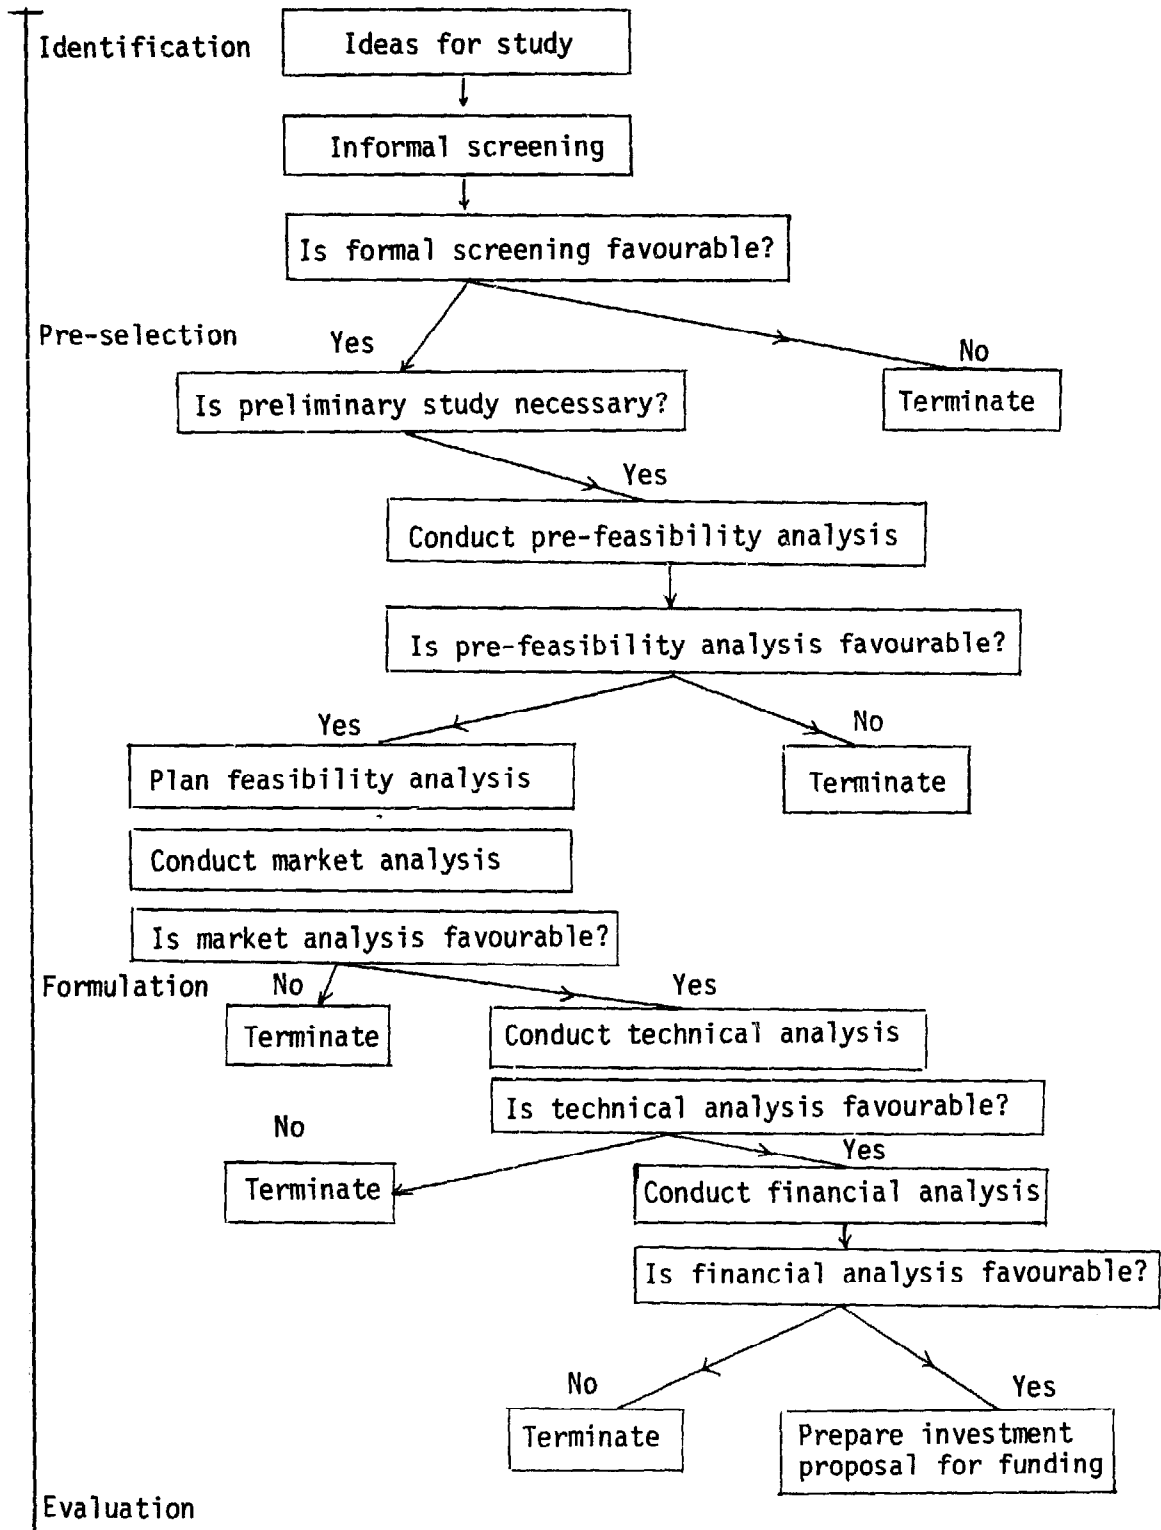 Identification
Ideas for study
Informal screening
Is formal screening favourable?
Pre-selection
Yes
No
Is preliminary study necessary?
Terminate
Yes
Conduct pre-feasibility analysis
Is pre-feasibility analysis favourable?
Yes
No
Plan feasibility analysis
Terminate
Conduct market analysis
Is market analysis favourable?
Formulation
No
Yes
Terminate
Conduct technical analysis
Is technical analysis favourable?
No
Yes
Terminate
Conduct financial analysis
Is financial analysis favourable?
No
Yes
Terminate
Prepare investment
proposal for funding
Evaluation